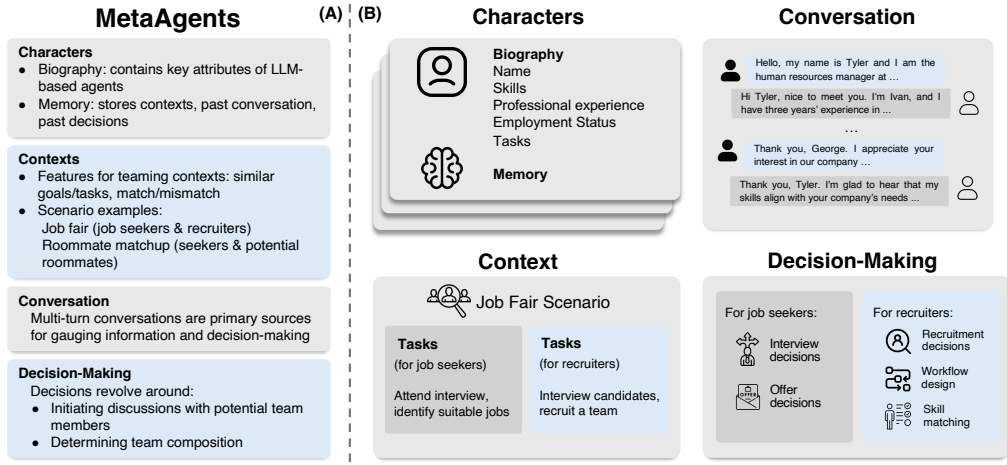 MetaAgents
(A)
Characters
● Biography: contains key attributes of LLM-
based agents
● Memory: stores contexts, past conversation,
past decisions
Contexts
● Features for teaming contexts: similar
goals/tasks, match/mismatch
● Scenario examples:
Job fair (job seekers & recruiters)
Roommate matchup (seekers & potential
roommates)
Conversation
Multi-turn conversations are primary sources
for gauging information and decision-making
Decision-Making
Decisions revolve around:
● Initiating discussions with potential team
members
● Determining team composition
(B)
Characters
Biography
Name
Skills
Professional experience
Employment Status
Tasks
Memory
Conversation
Hello, my name is Tyler and I am the
human resources manager at ...
Hi Tyler, nice to meet you. I'm Ivan, and I
have three years' experience in ...
...
Thank you, George. I appreciate your
interest in our company ...
Thank you, Tyler. I'm glad to hear that my
skills align with your company's needs ...
Context
Job Fair Scenario
Tasks
(for job seekers)
Attend interview,
identify suitable jobs
Tasks
(for recruiters)
Interview candidates,
recruit a team
Decision-Making
For job seekers:
Interview
decisions
OFFER
Offer
decisions
For recruiters:
Recruitment
decisions
Workflow
design
Skill
matching